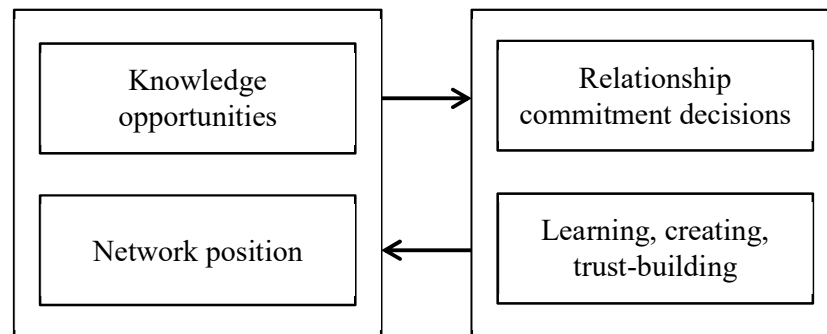 Knowledge
opportunities
Relationship
commitment decisions
Network position
Learning, creating,
trust-building